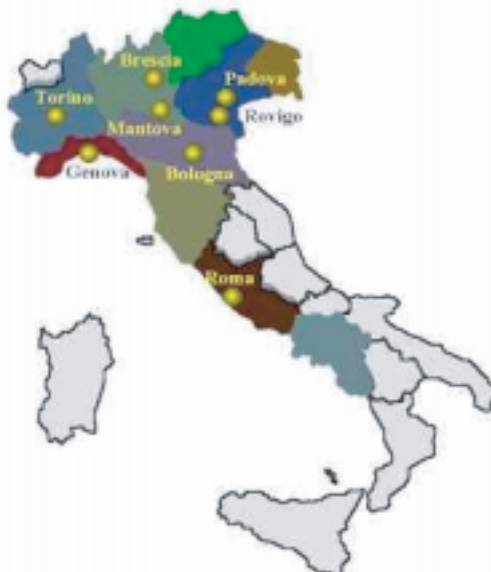 Brescia
Padova
Torino
Mantova
Rovigo
Genova
Bologna
Roma